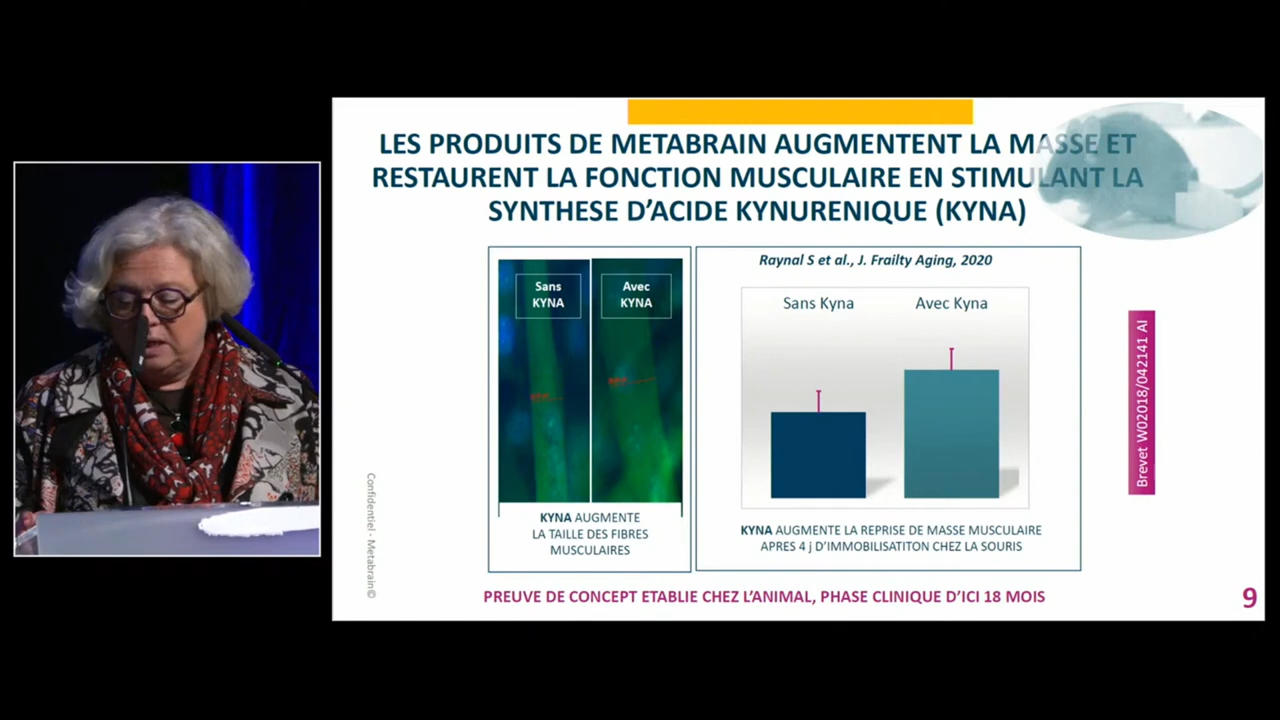 LES PRODUITS DE METABRAIN AUGMENTENT LA MASSE ET
RESTAURENT LA FONCTION MUSCULAIRE EN STIMULANT LA
SYNTHESE D'ACIDE KYNURENIQUE (KYNA)
Sans
KYNA
Avec
KYNA
KYNA AUGMENTE
LA TAILLE DES FIBRES
MUSCULAIRES
Raynal S et al., J. Frailty Aging, 2020
Sans Kyna
Avec Kyna
KYNA AUGMENTE LA REPRISE DE MASSE MUSCULAIRE
APRES 4 j D'IMMOBILISATITON CHEZ LA SOURIS
Brevet W02018/042141 AI
Confidentiel - Metabrain©
PREUVE DE CONCEPT ETABLIE CHEZ L'ANIMAL, PHASE CLINIQUE D'ICI 18 MOIS
9